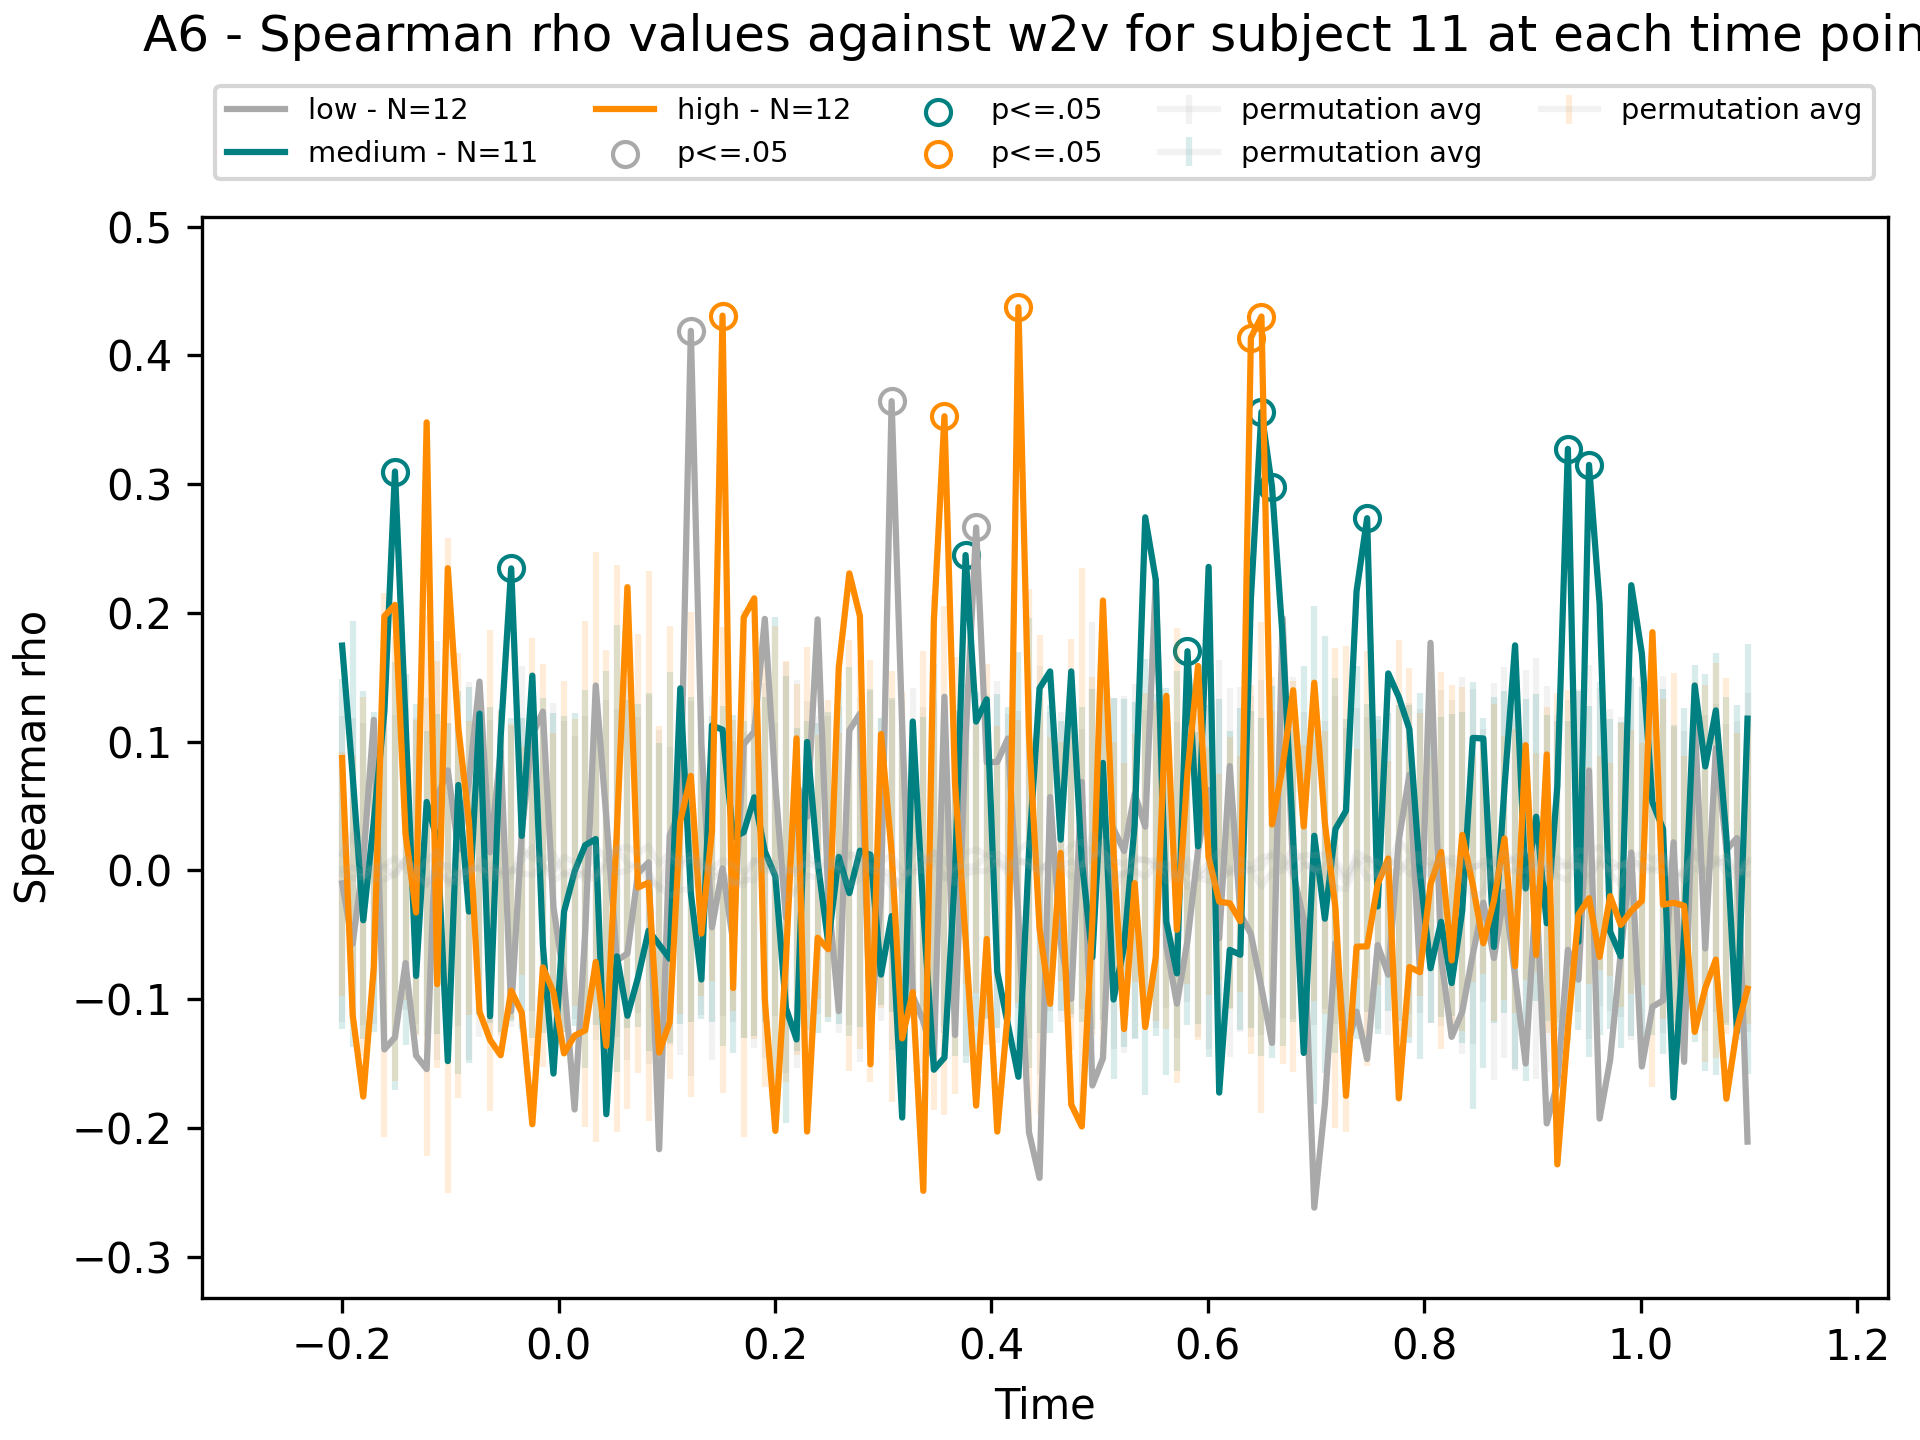 A6 - Spearman rho values against w2v for subject 11 at each time poin
low - N=12
medium - N=11
high - N=12
p<=.05
p<=.05
p<=.05
permutation avg
permutation avg
permutation avg
Spearman rho
0.5
0.4
0.3
0.2
0.1
0.0
−0.1
−0.2
−0.3
−0.2 0.0 0.2 0.4 0.6 0.8 1.0 1.2
Time